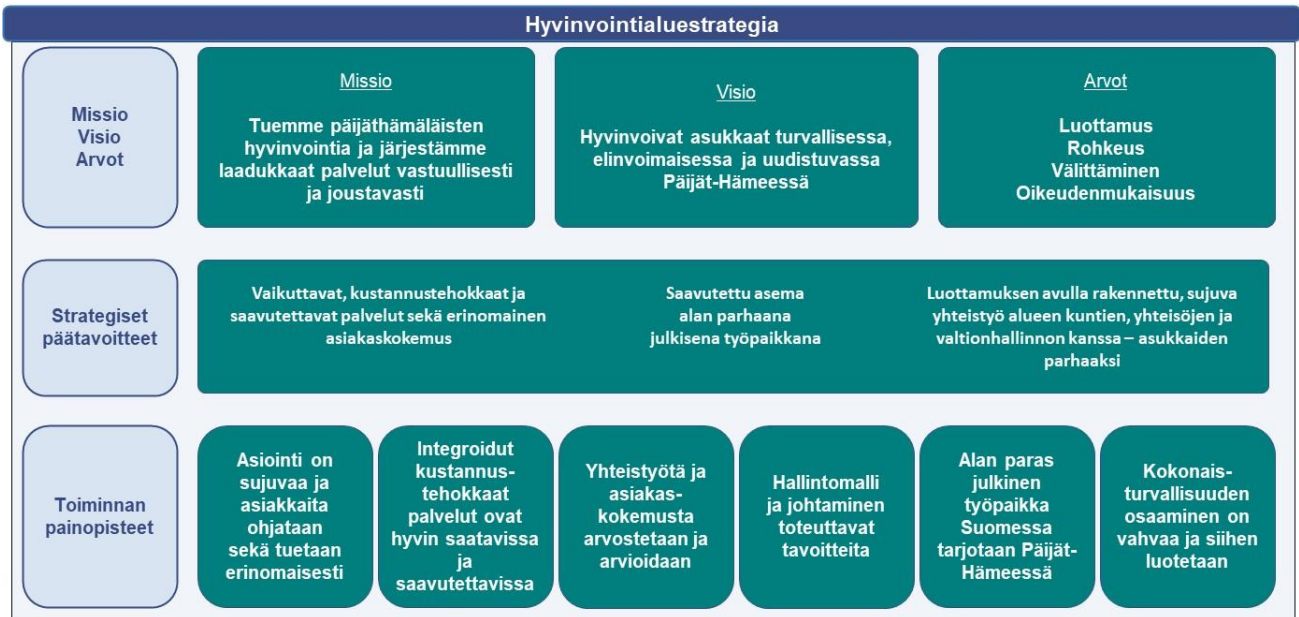 Hyvinvointialuestrategia
Missio
Visio
Arvot
Missio
Tuemme päijäthämäläisten
hyvinvointia ja järjestämme
laadukkaat palvelut vastuullisesti
ja joustavasti
Visio
Hyvinvoivat asukkaat turvallisessa,
elinvoimaisessa ja uudistuvassa
Päijät-Hämeessä
Arvot
Luottamus
Rohkeus
Välittäminen
Oikeudenmukaisuus
Strategiset
päätavoitteet
Vaikuttavat, kustannustehokkaat ja
saavutettavat palvelut sekä erinomainen
asiakaskokemus
Saavutettu asema
alan parhaana
julkisena työpaikkana
Luottamuksen avulla rakennettu, sujuva
yhteistyö alueen kuntien, yhteisöjen ja
valtionhallinnon kanssa – asukkaiden
parhaaksi
Toiminnan
painopisteet
Asiointi on
sujuvaa ja
asiakkaita
ohjataan
sekä tuetaan
erinomaisesti
Integroidut
kustannus-
tehokkaat
palvelut ovat
hyvin saatavissa
ja
saavutettavissa
Yhteistyötä ja
asiakas-
kokemusta
arvostetaan ja
arvioidaan
Hallintomalli
ja johtaminen
toteuttavat
tavoitteita
Alan paras
julkinen
työpaikka
Suomessa
tarjotaan Päijät-
Hämeessä
Kokonais-
turvallisuuden
osaaminen on
vahvaa ja siihen
luotetaan